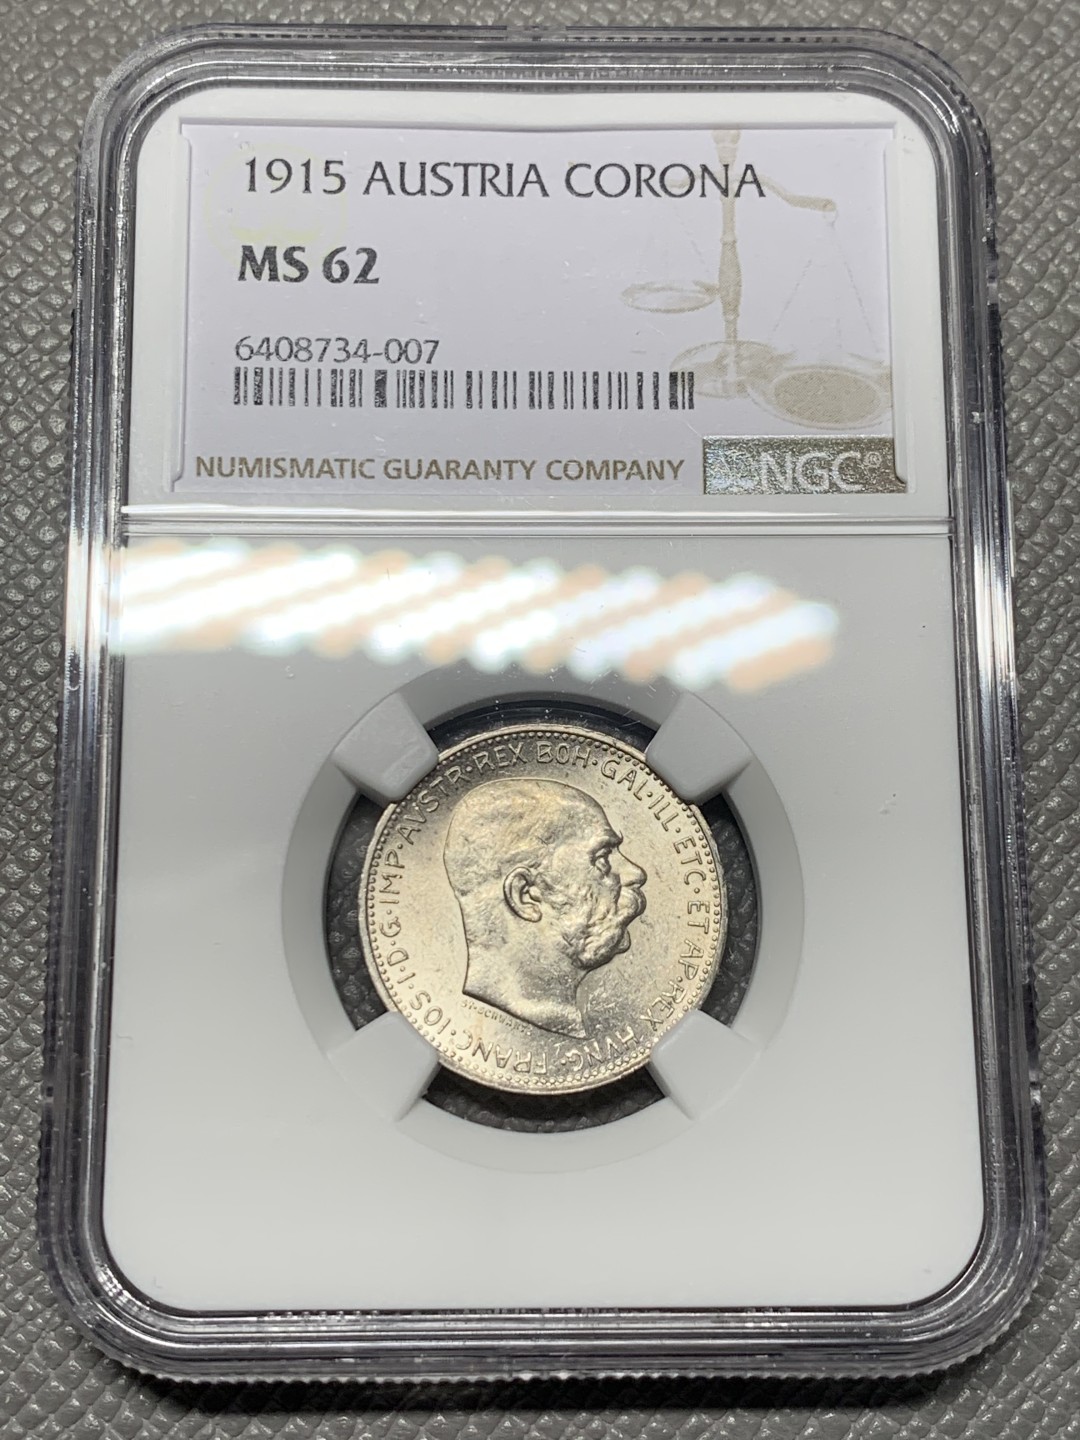 1915 AUSTRIA CORONA
MS 62
6408734-007
NUMISMATIC GUARANTY COMPANY
NGC®
FRANC·IOS·I·D·G·IMP·AVSTR·REX BOH·GAL·ILL·ETC·ET AP·REX HVNG·